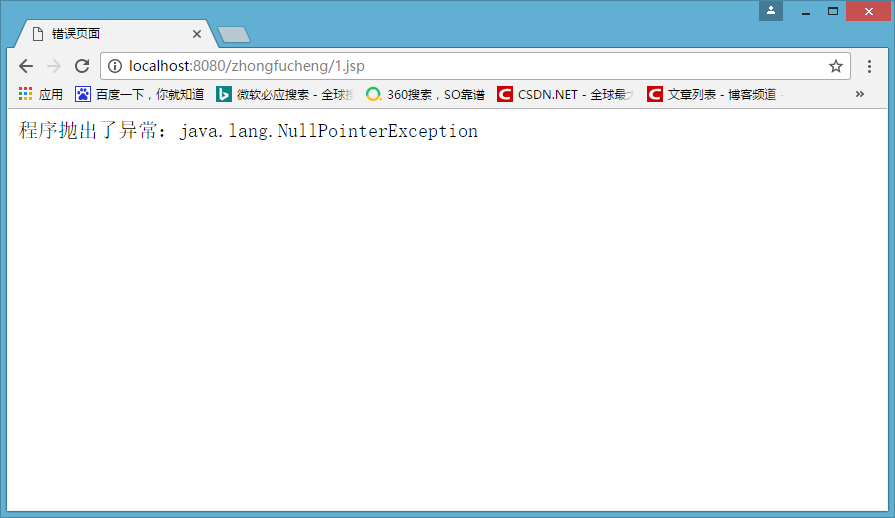 错误页面
localhost:8080/zhongfucheng/1.jsp
应用 百度一下，你就知道 微软必应搜索 - 全球搜 360搜索，SO靠谱 CSDN.NET - 全球最大 文章列表 - 博客频道 -
程序抛出了异常：java.lang.NullPointerException